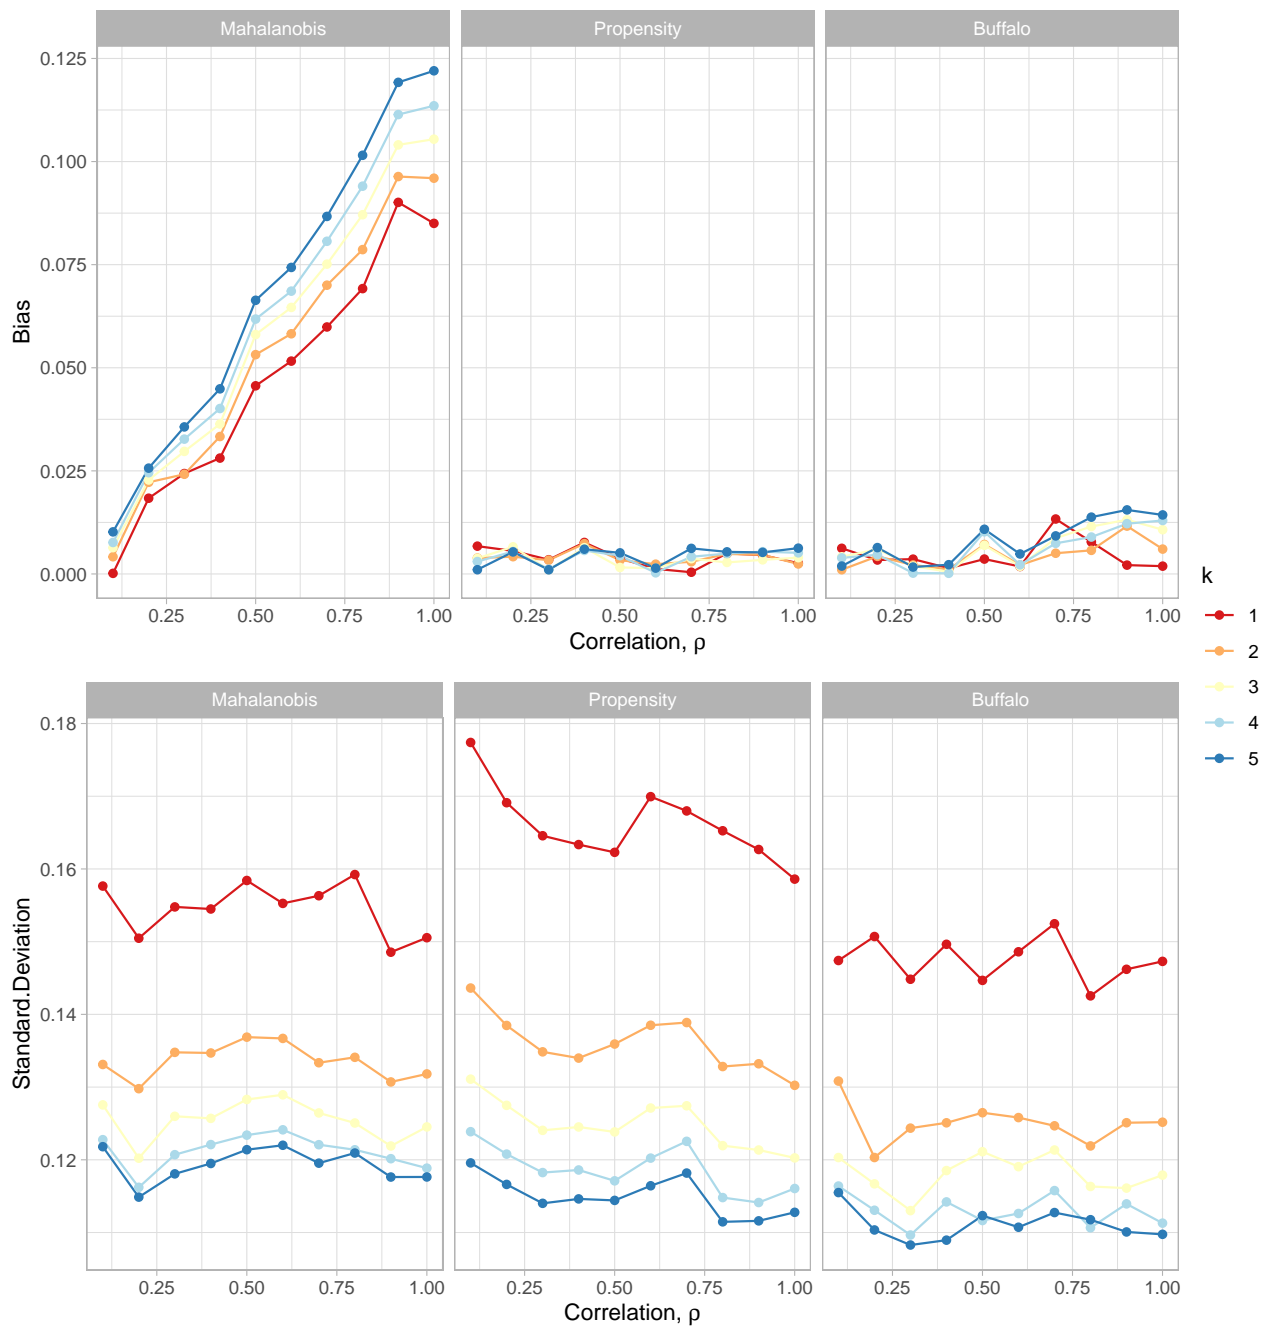 Mahalanobis Propensity Buffalo
0.125
0.100
0.075
0.050
0.025
0.000
Bias
0.25 0.50 0.75 1.00 0.25 0.50 0.75 1.00 0.25 0.50 0.75 1.00
Correlation, ρ
k
1
2
3
4
5
Mahalanobis Propensity Buffalo
0.18
0.16
0.14
0.12
Standard.Deviation
0.25 0.50 0.75 1.00 0.25 0.50 0.75 1.00 0.25 0.50 0.75 1.00
Correlation, ρ